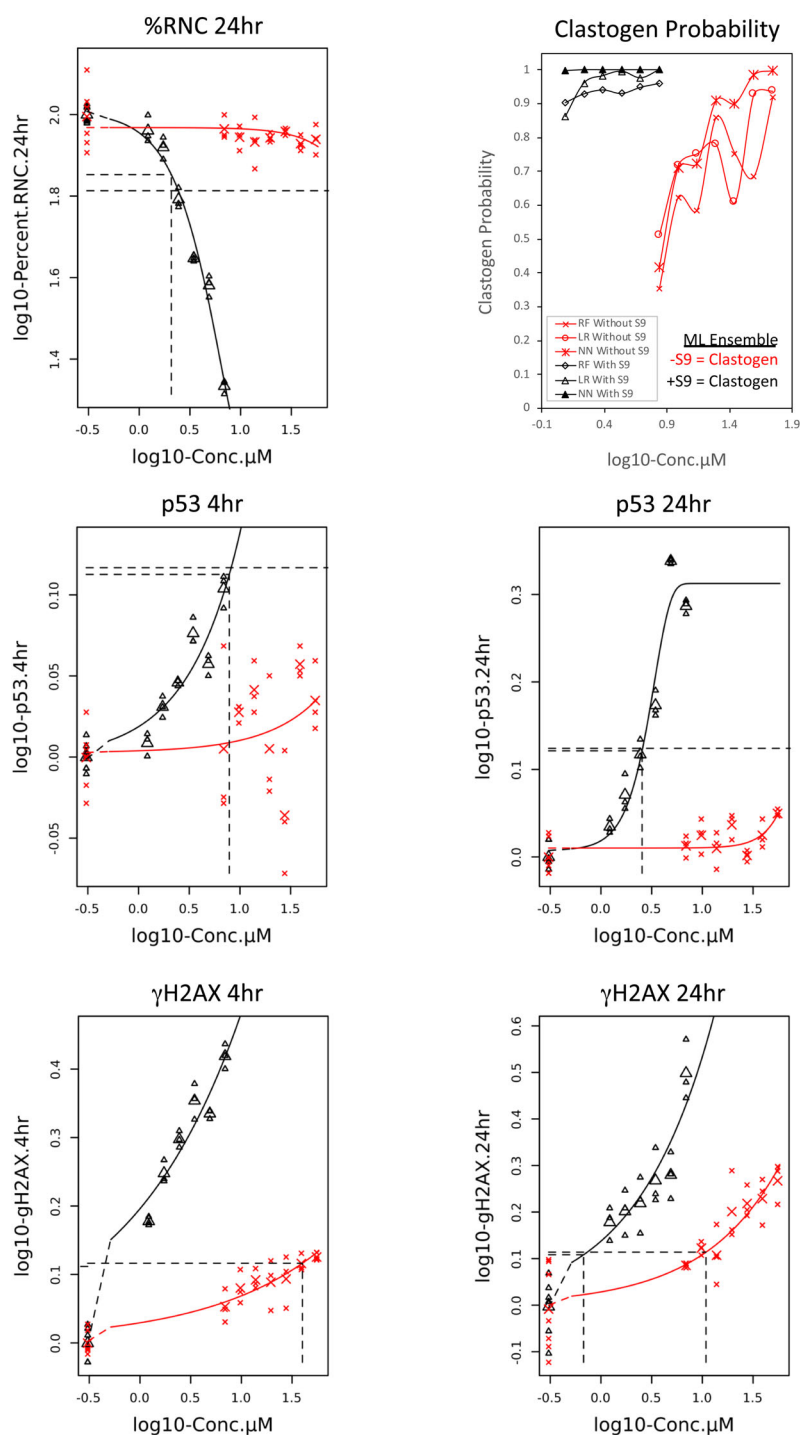 %RNC 24hr
log10-Percent.RNC.24hr
2.0
1.8
1.6
1.4
-0.5 0.0 0.5 1.0 1.5
log10-Conc.µM
Clastogen Probability
Clastogen Probability
1
0.9
0.8
0.7
0.6
0.5
0.4
0.3
0.2
0.1
0
RF Without S9
LR Without S9
NN Without S9
RF With S9
LR With S9
NN With S9
ML Ensemble
-S9 = Clastogen
+S9 = Clastogen
-0.1 0.4 0.9 1.4 1.9
log10-Conc.µM
p53 4hr
log10-p53.4hr
0.10
0.05
0.00
-0.05
-0.5 0.0 0.5 1.0 1.5
log10-Conc.µM
p53 24hr
log10-p53.24hr
0.3
0.2
0.1
0.0
-0.5 0.0 0.5 1.0 1.5
log10-Conc.µM
γH2AX 4hr
log10-gH2AX.4hr
0.4
0.3
0.2
0.1
0.0
-0.5 0.0 0.5 1.0 1.5
log10-Conc.µM
γH2AX 24hr
log10-gH2AX.24hr
0.6
0.5
0.4
0.3
0.2
0.1
0.0
-0.1
-0.5 0.0 0.5 1.0 1.5
log10-Conc.µM